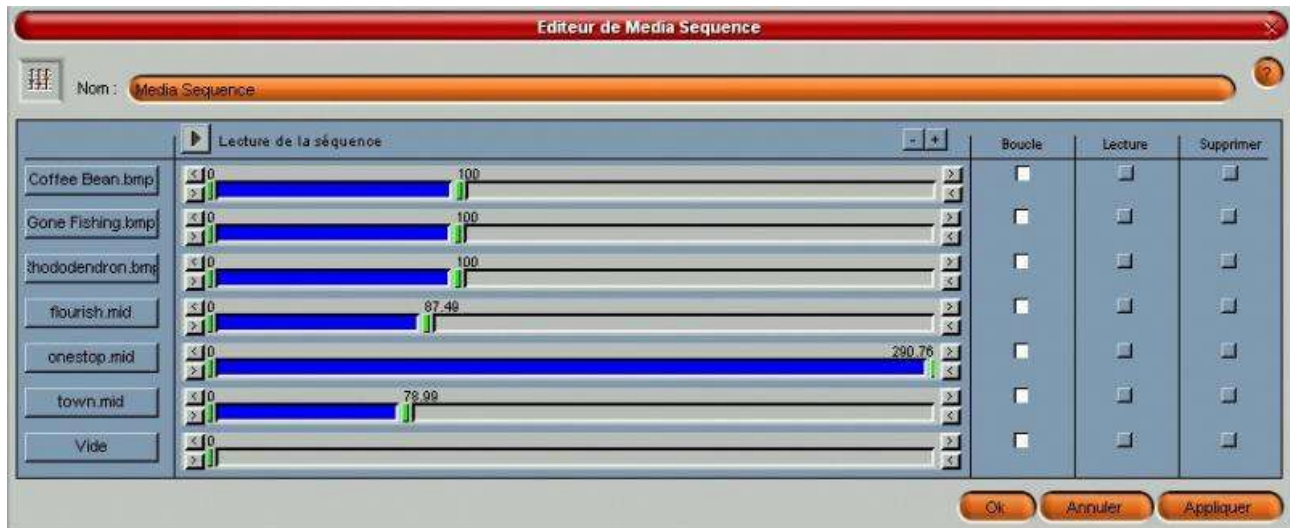 Editeur de Media Sequence
Nom : Media Sequence ?
Lecture de la séquence - + Boucle Lecture Supprimer
Coffee Bean.bmp 0 100
Gone Fishing.bmp 0 100
Rhododendron.bmp 0 100
flourish.mid 0 87.49
onestop.mid 0 290.76
town.mid 0 78.99
Vide 0
Ok Annuler Appliquer